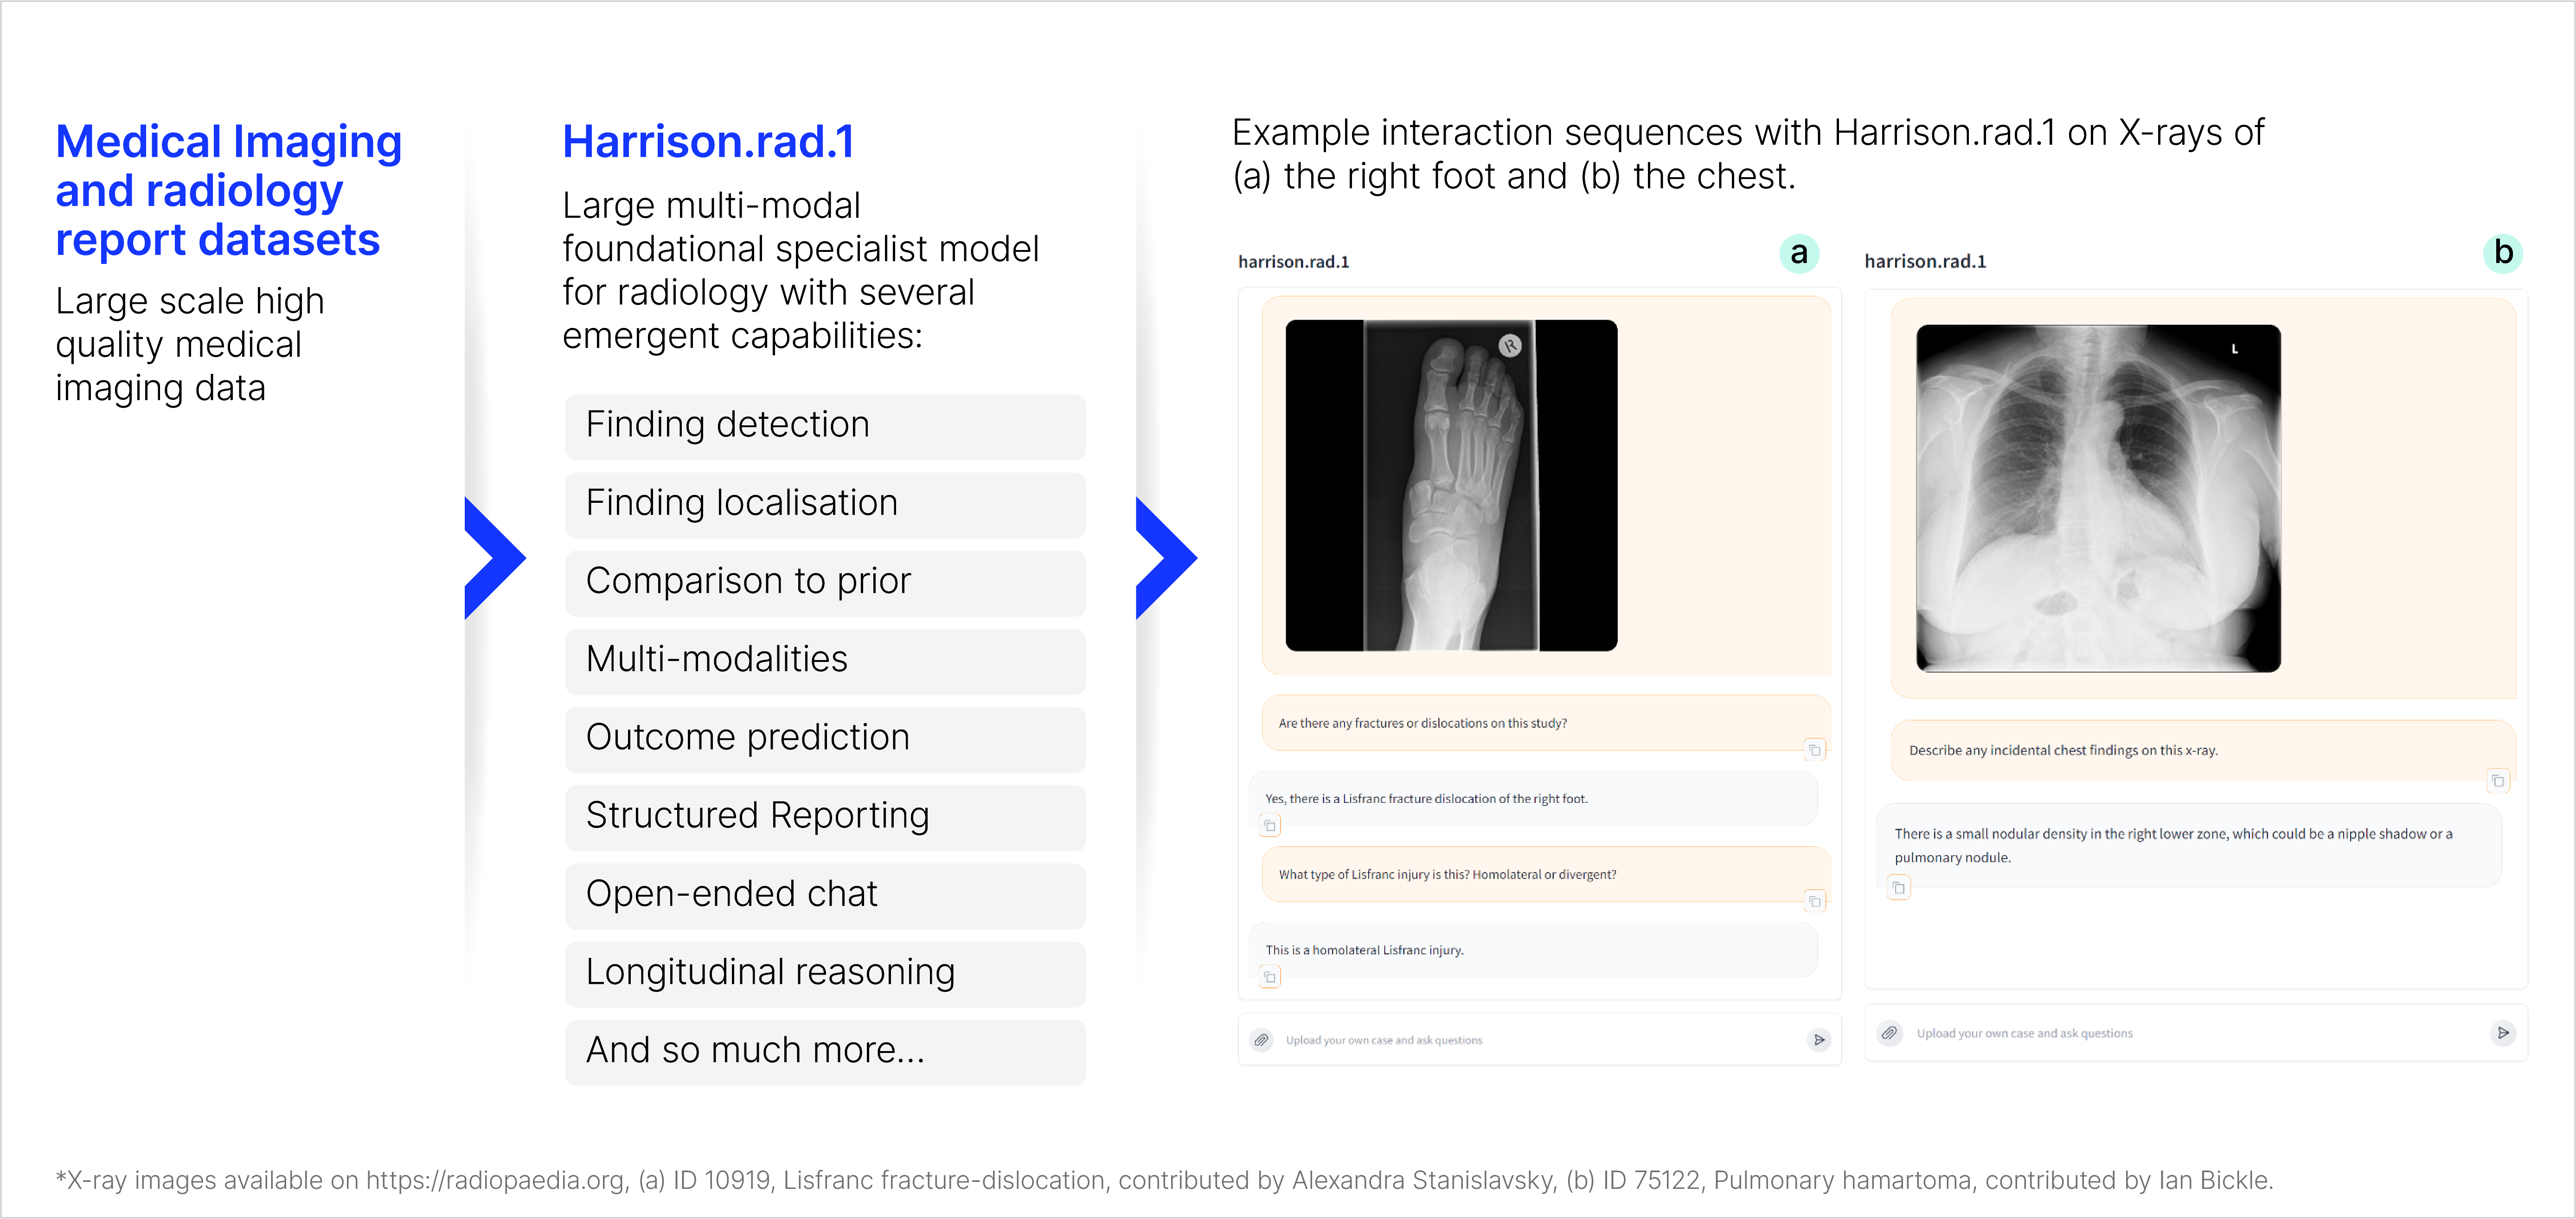 Medical Imaging
and radiology
report datasets
Large scale high
quality medical
imaging data
Harrison.rad.1
Large multi-modal
foundational specialist model
for radiology with several
emergent capabilities:
Finding detection
Finding localisation
Comparison to prior
Multi-modalities
Outcome prediction
Structured Reporting
Open-ended chat
Longitudinal reasoning
And so much more...
Example interaction sequences with Harrison.rad.1 on X-rays of
(a) the right foot and (b) the chest.
harrison.rad.1
a
R
Are there any fractures or dislocations on this study?
Yes, there is a Lisfranc fracture dislocation of the right foot.
What type of Lisfranc injury is this? Homolateral or divergent?
This is a homolateral Lisfranc injury.
Upload your own case and ask questions
harrison.rad.1
b
L
Describe any incidental chest findings on this x-ray.
There is a small nodular density in the right lower zone, which could be a nipple shadow or a
pulmonary nodule.
Upload your own case and ask questions
*X-ray images available on https://radiopaedia.org, (a) ID 10919, Lisfranc fracture-dislocation, contributed by Alexandra Stanislavsky, (b) ID 75122, Pulmonary hamartoma, contributed by Ian Bickle.